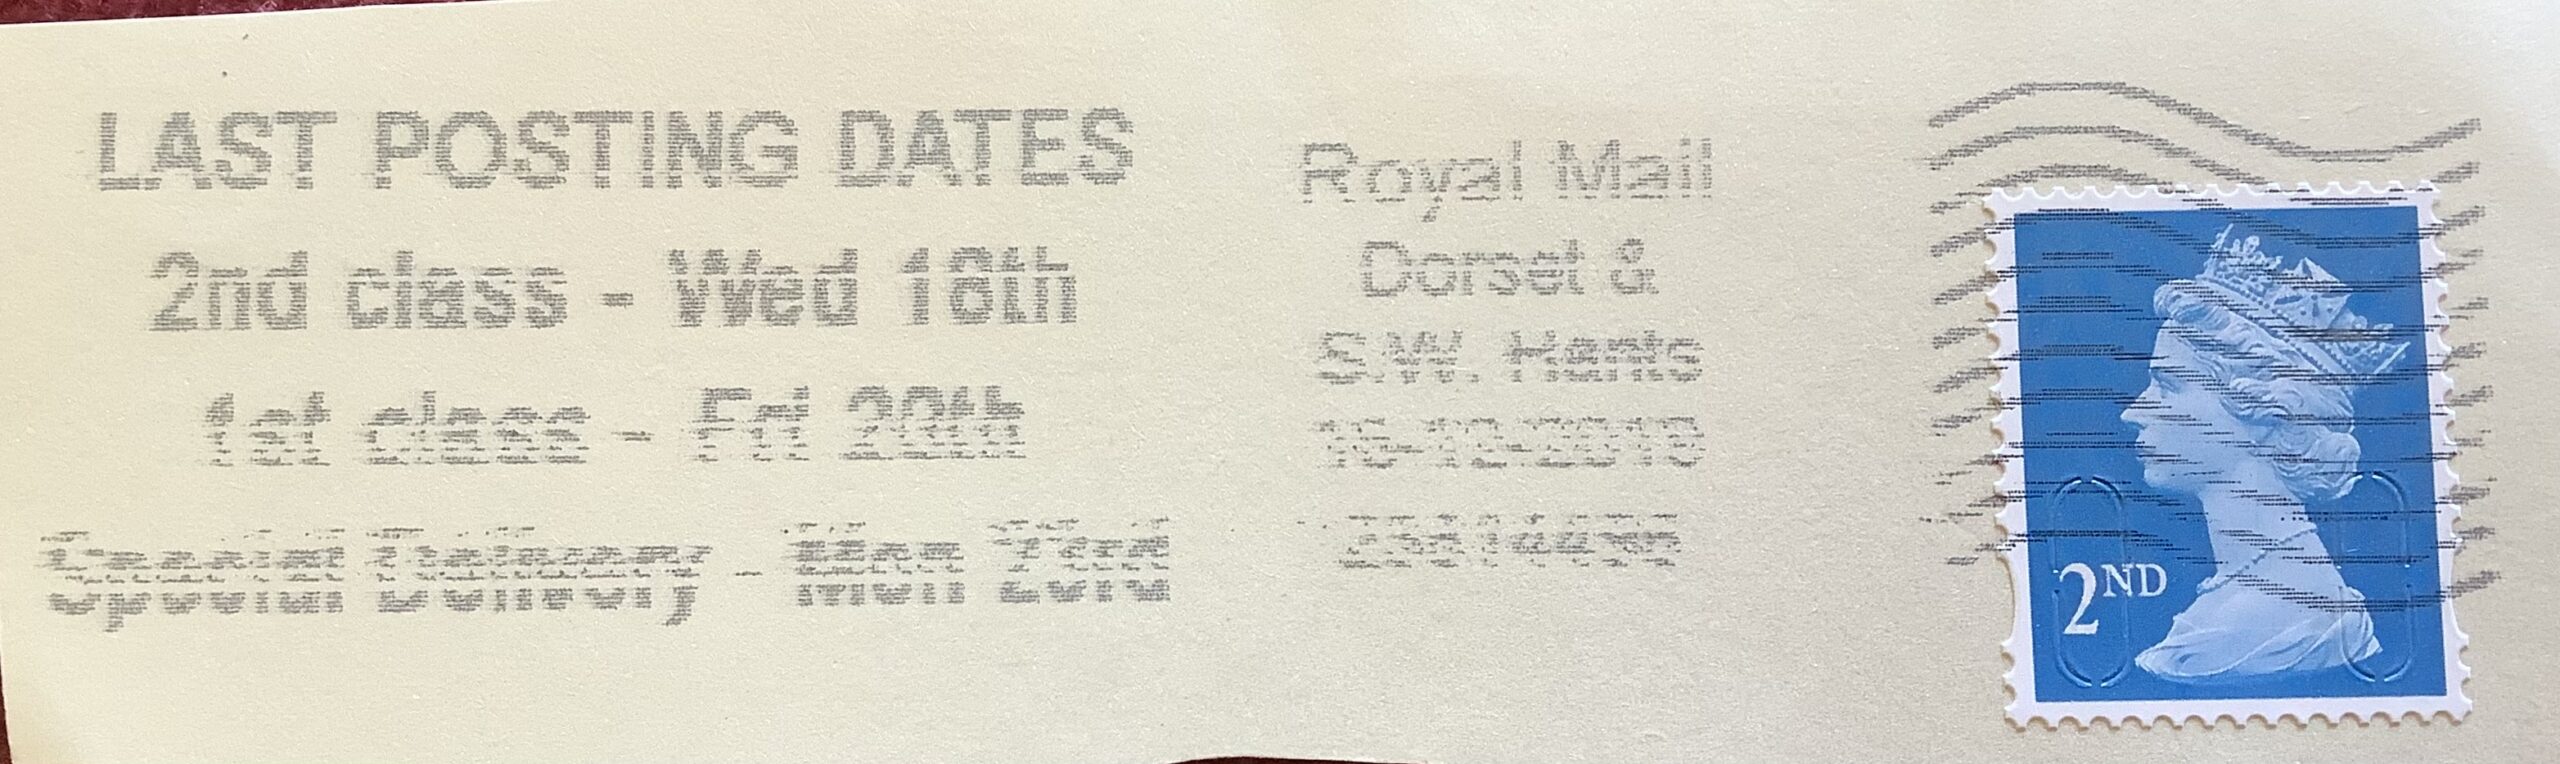 LAST POSTING DATES
2nd class - Wed 18th
1st class - Fri 20th
Special Delivery - Mon 23rd
Royal Mail
Dorset &
S.W. Hants
2ND